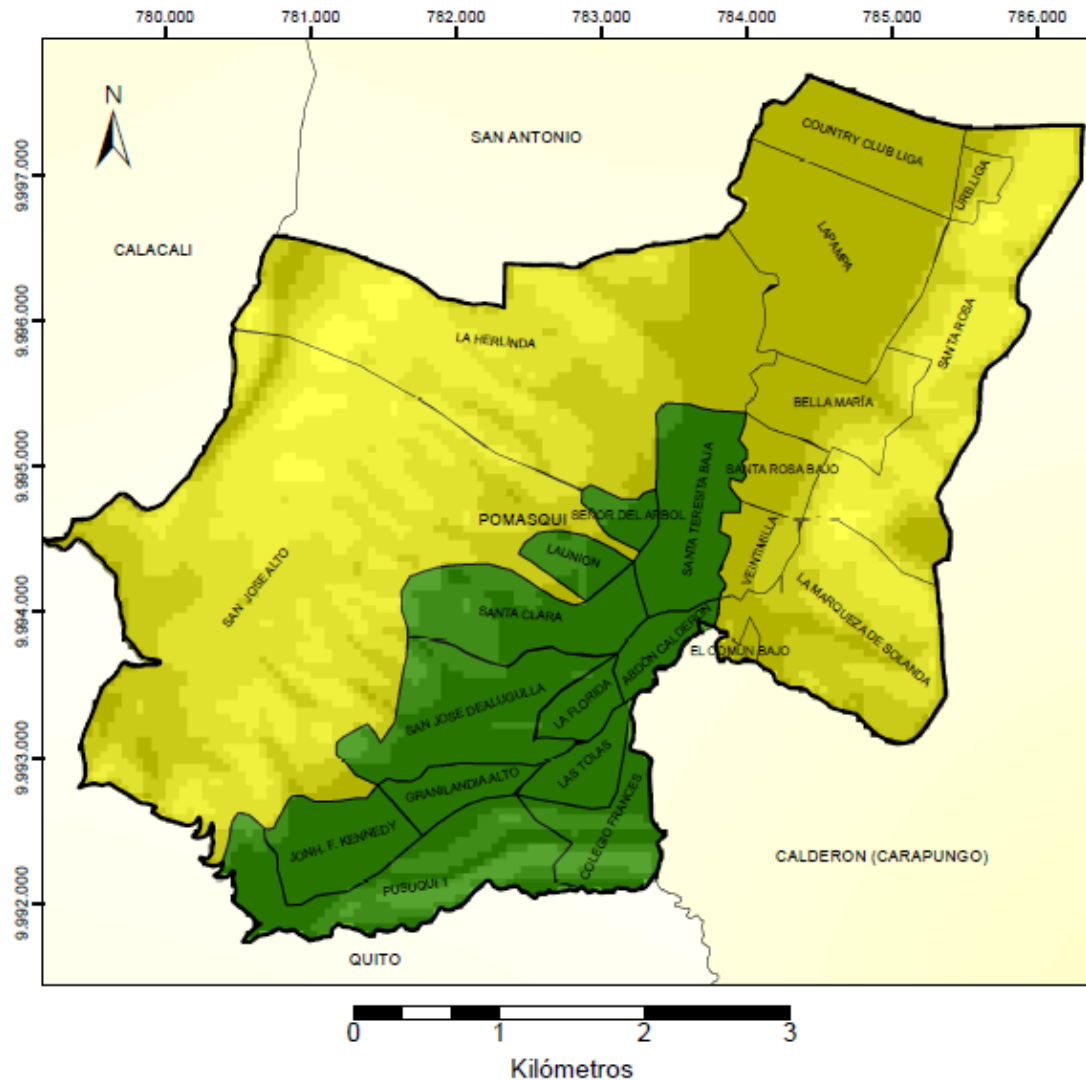 780.000 781.000 782.000 783.000 784.000 785.000 786.000
N
9.997.000
9.996.000
9.995.000
9.994.000
9.993.000
9.992.000
SAN ANTONIO
CALACALI
COUNTRY CLUB LIGA
URB.LIGA
LAPAMPA
SANTA ROSA
LA HERLINDA
BELLA MARÍA
SANTA ROSA BAJO
SANTA TERESITA BAJA
SEÑOR DEL ARBOL
POMASQUI
LAUNION
VEINTIMILLA
SAN JOSE ALTO
SANTA CLARA
LA MARQUEZA DE SOLANDA
ABDON CALDERON
EL COMÚN BAJO
LA FLORIDA
SAN JOSE DEALUGULLA
LAS TOLAS
GRANILANDIA ALTO
COLEGIO FRANCES
JONH. F. KENNEDY
PUSUQUI 1
CALDERON (CARAPUNGO)
QUITO
0 1 2 3
Kilómetros